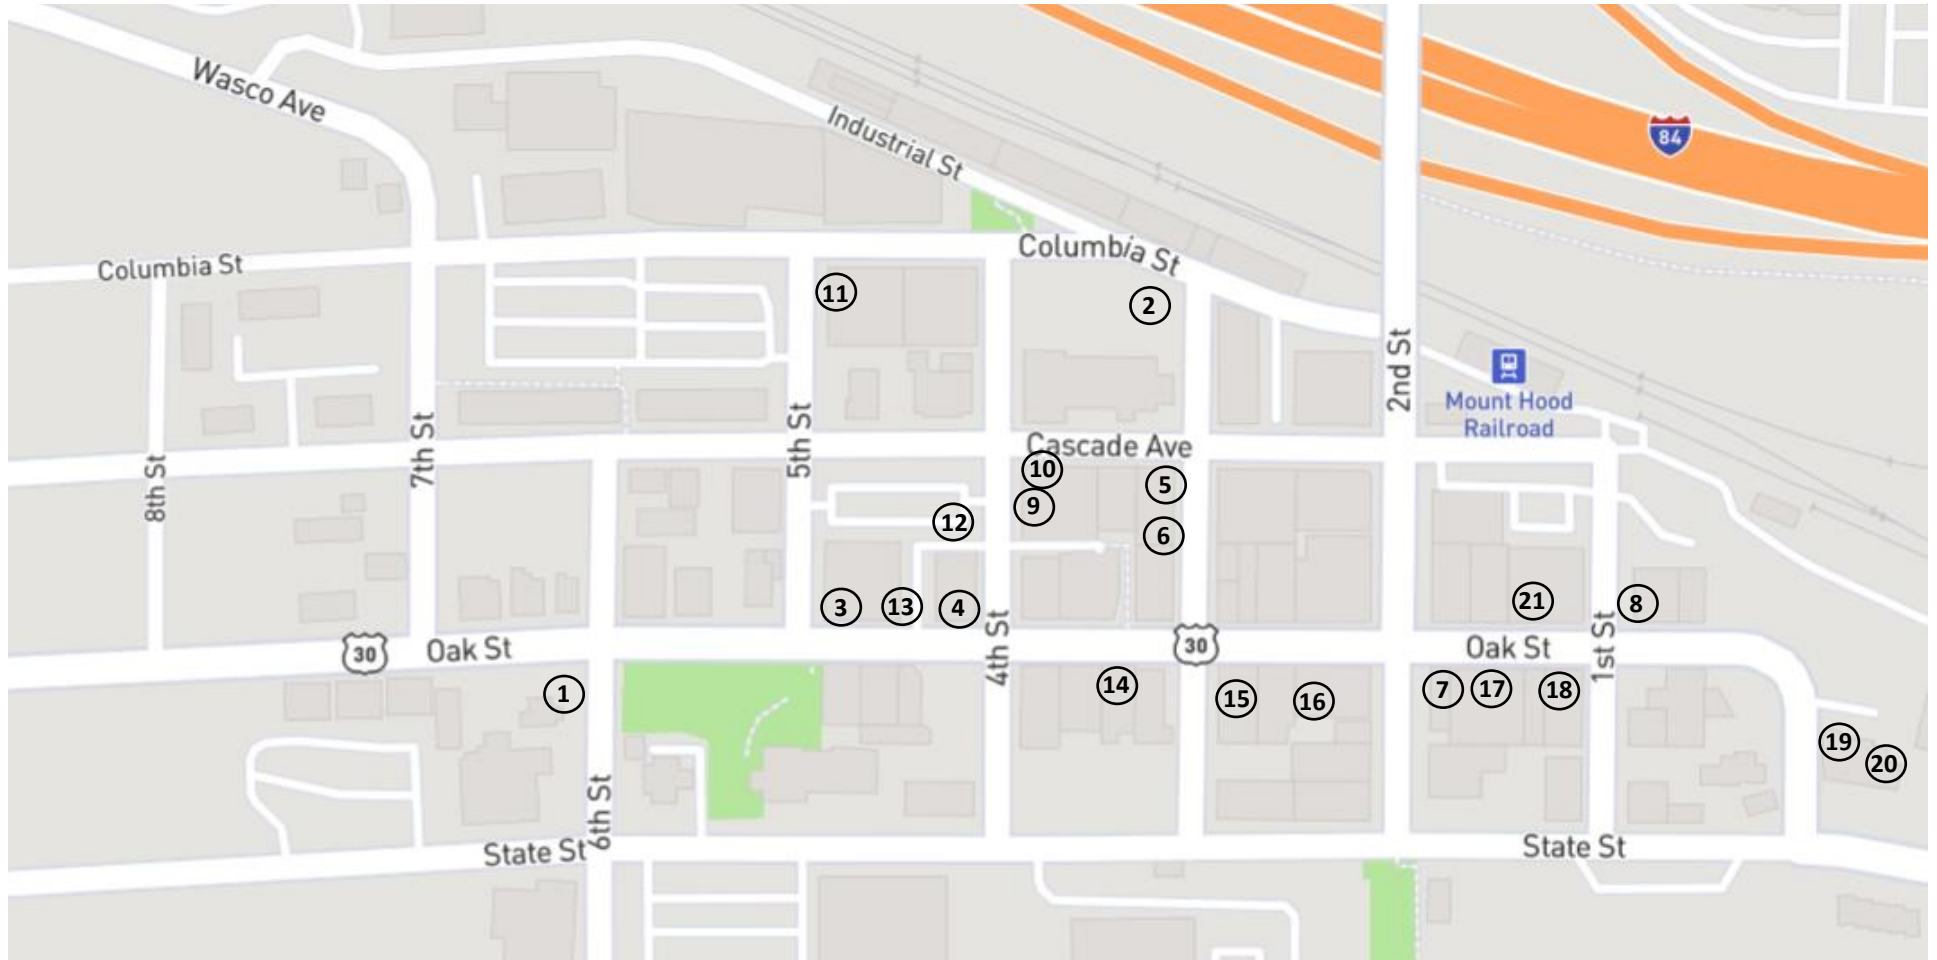 Wasco Ave
Industrial St
84
Columbia St
Columbia St
11
2
2nd St
Mount Hood
Railroad
7th St
5th St
Cascade Ave
8th St
10
5
9
12
6
3
13
4
21
8
30
Oak St
4th St
30
Oak St
1st St
1
14
15
16
7
17
18
19
20
6th St
State St
State St